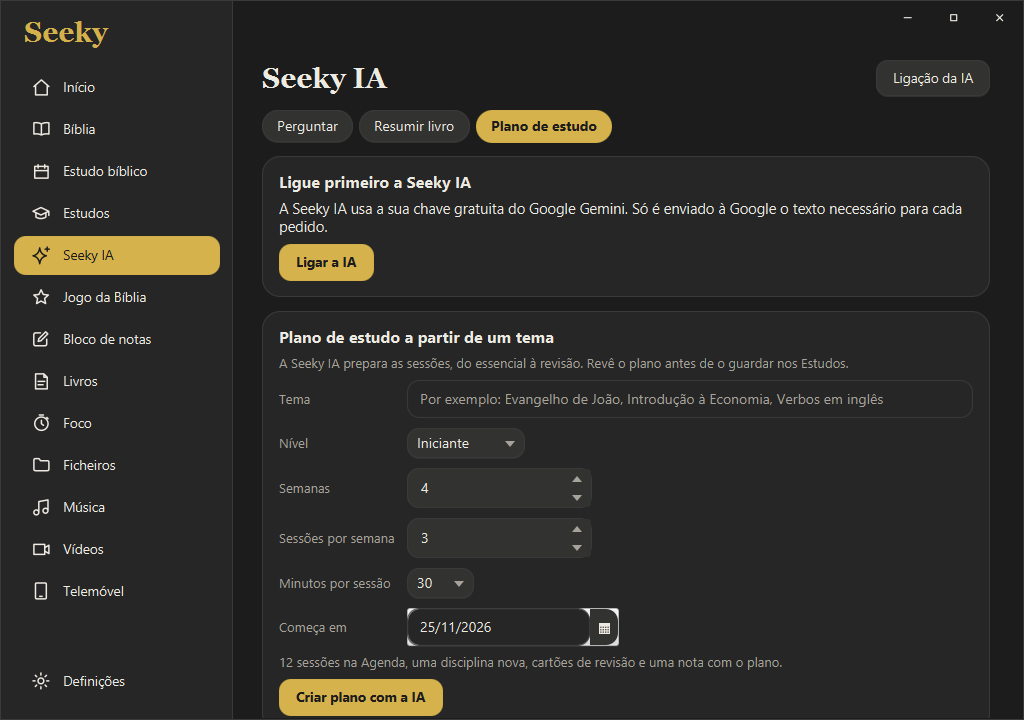 Seeky
Início
Bíblia
Estudo bíblico
Estudos
Seeky IA
Jogo da Bíblia
Bloco de notas
Livros
Foco
Ficheiros
Música
Vídeos
Telemóvel
Definições
Seeky IA
Ligação da IA
Perguntar
Resumir livro
Plano de estudo
Ligue primeiro a Seeky IA
A Seeky IA usa a sua chave gratuita do Google Gemini. Só é enviado à Google o texto necessário para cada
pedido.
Ligar a IA
Plano de estudo a partir de um tema
A Seeky IA prepara as sessões, do essencial à revisão. Revê o plano antes de o guardar nos Estudos.
Tema
Por exemplo: Evangelho de João, Introdução à Economia, Verbos em inglês
Nível
Iniciante
Semanas
4
Sessões por semana
3
Minutos por sessão
30
Começa em
25/11/2026
12 sessões na Agenda, uma disciplina nova, cartões de revisão e uma nota com o plano.
Criar plano com a IA